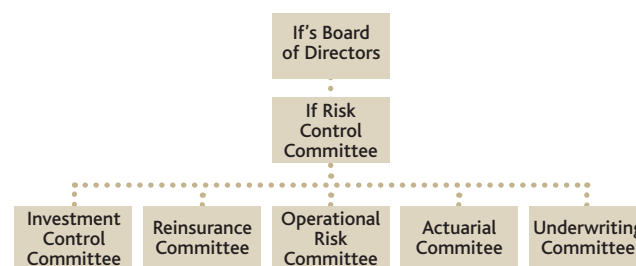 If's Board
of Directors
If Risk
Control
Committee
Investment
Control
Committee
Reinsurance
Committee
Operational
Risk
Committee
Actuarial
Commitee
Underwriting
Committee